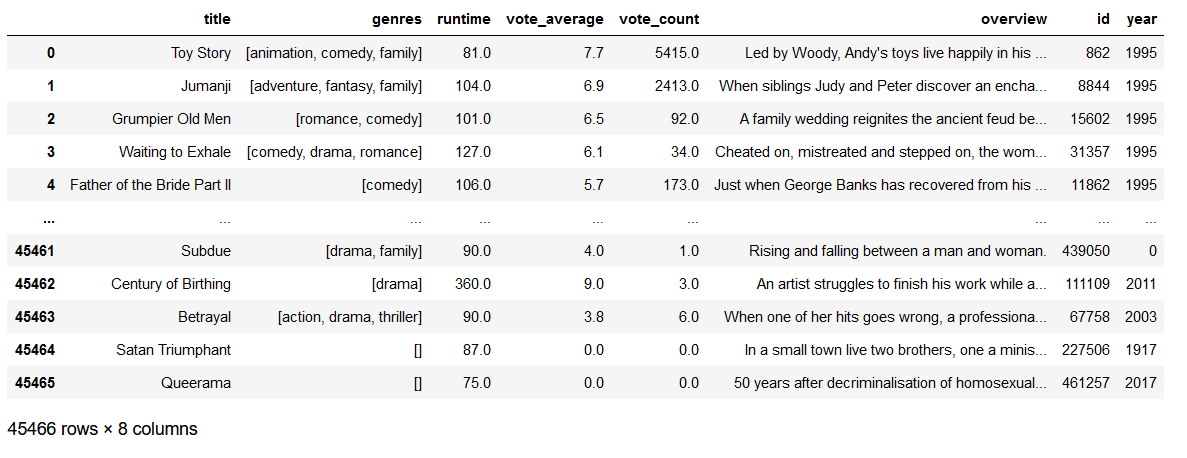 title genres runtime vote_average vote_count overview id year
0 Toy Story [animation, comedy, family] 81.0 7.7 5415.0 Led by Woody, Andy's toys live happily in his ... 862 1995
1 Jumanji [adventure, fantasy, family] 104.0 6.9 2413.0 When siblings Judy and Peter discover an encha... 8844 1995
2 Grumpier Old Men [romance, comedy] 101.0 6.5 92.0 A family wedding reignites the ancient feud be... 15602 1995
3 Waiting to Exhale [comedy, drama, romance] 127.0 6.1 34.0 Cheated on, mistreated and stepped on, the wom... 31357 1995
4 Father of the Bride Part II [comedy] 106.0 5.7 173.0 Just when George Banks has recovered from his ... 11862 1995
... ... ... ... ... ... ... ... ...
45461 Subdue [drama, family] 90.0 4.0 1.0 Rising and falling between a man and woman. 439050 0
45462 Century of Birthing [drama] 360.0 9.0 3.0 An artist struggles to finish his work while a... 111109 2011
45463 Betrayal [action, drama, thriller] 90.0 3.8 6.0 When one of her hits goes wrong, a professiona... 67758 2003
45464 Satan Triumphant [] 87.0 0.0 0.0 In a small town live two brothers, one a minis... 227506 1917
45465 Queerama [] 75.0 0.0 0.0 50 years after decriminalisation of homosexual... 461257 2017
45466 rows × 8 columns